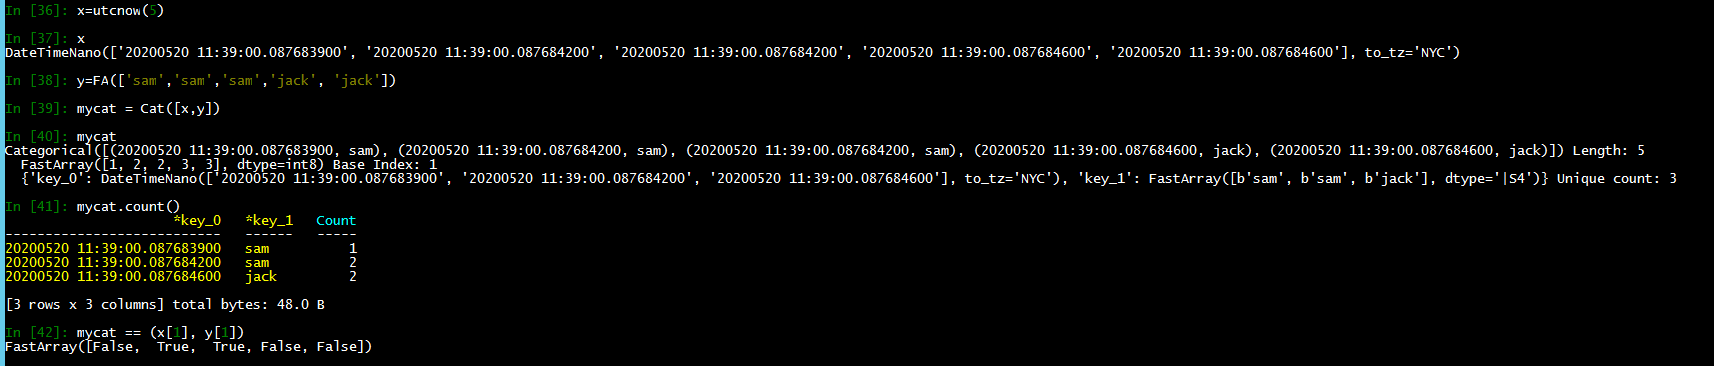 In [36]: x=utcnow(5)
In [37]: x
DateTimeNano(['20200520 11:39:00.087683900', '20200520 11:39:00.087684200', '20200520 11:39:00.087684200', '20200520 11:39:00.087684600', '20200520 11:39:00.087684600'], to_tz='NYC')
In [38]: y=FA(['sam','sam','sam','jack', 'jack'])
In [39]: mycat = Cat([x,y])
In [40]: mycat
Categorical([(20200520 11:39:00.087683900, sam), (20200520 11:39:00.087684200, sam), (20200520 11:39:00.087684200, sam), (20200520 11:39:00.087684600, jack), (20200520 11:39:00.087684600, jack)]) Length: 5
  FastArray([1, 2, 2, 3, 3], dtype=int8) Base Index: 1
  {'key_0': DateTimeNano(['20200520 11:39:00.087683900', '20200520 11:39:00.087684200', '20200520 11:39:00.087684600'], to_tz='NYC'), 'key_1': FastArray([b'sam', b'sam', b'jack'], dtype='|S4')} Unique count: 3
In [41]: mycat.count()
                     *key_0   *key_1   Count
---------------------------   ------   -----
20200520 11:39:00.087683900   sam          1
20200520 11:39:00.087684200   sam          2
20200520 11:39:00.087684600   jack         2
[3 rows x 3 columns] total bytes: 48.0 B
In [42]: mycat == (x[1], y[1])
FastArray([False,  True,  True, False, False])